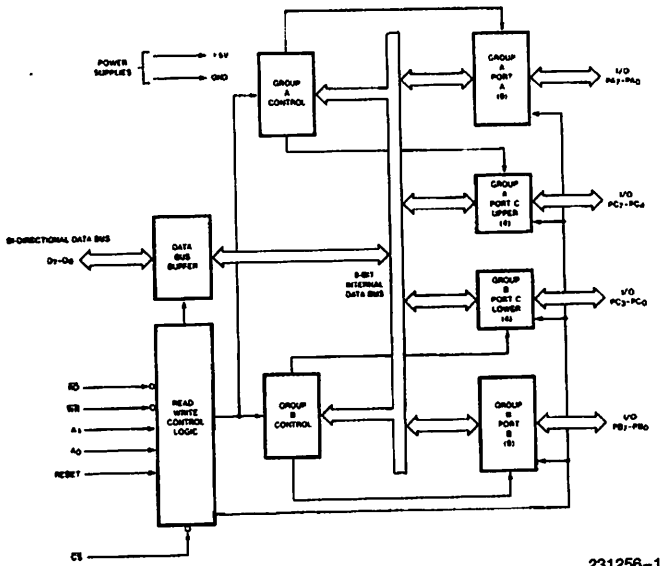 POWER
SUPPLIES
+5V
GND
GROUP
A
CONTROL
GROUP
A
PORT
A
(8)
I/O
PA7-PA0
GROUP
A
PORT C
UPPER
(4)
I/O
PC7-PC4
BI-DIRECTIONAL DATA BUS
D7-D0
DATA
BUS
BUFFER
8-BIT
INTERNAL
DATA BUS
GROUP
B
PORT C
LOWER
(4)
I/O
PC3-PC0
RD
WR
A1
A0
RESET
READ
WRITE
CONTROL
LOGIC
GROUP
B
CONTROL
GROUP
B
PORT
B
(8)
I/O
PB7-PB0
CS
231256-1